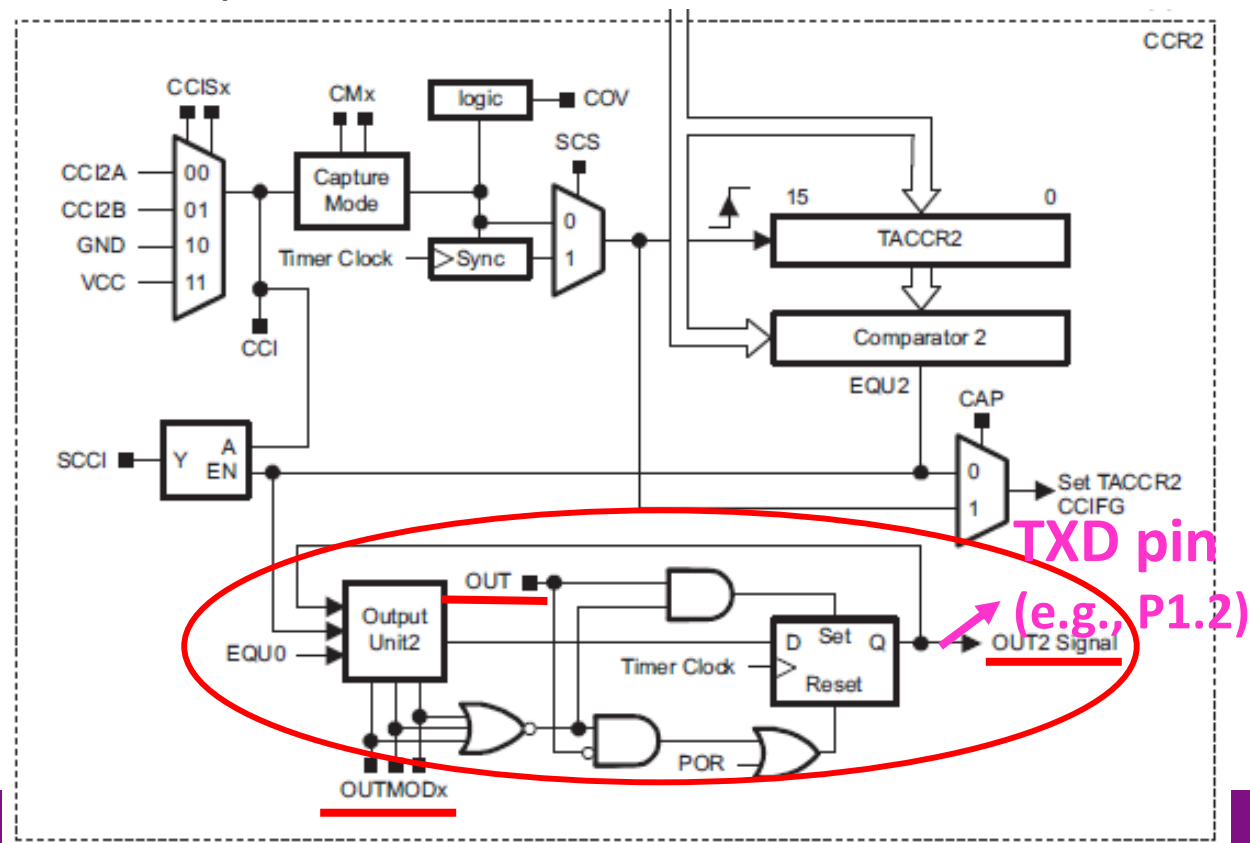 CCR2
CCISx
CMx
logic
COV
SCS
CCI2A
00
CCI2B
01
GND
10
VCC
11
Capture
Mode
0
1
Timer Clock
Sync
15
0
TACCR2
Comparator 2
CCI
EQU2
CAP
SCCI
Y
A
EN
0
1
Set TACCR2
CCIFG
TXD pin
(e.g., P1.2)
OUT
Output
Unit2
EQU0
D
Set
Q
Timer Clock
Reset
OUT2 Signal
POR
OUTMODx